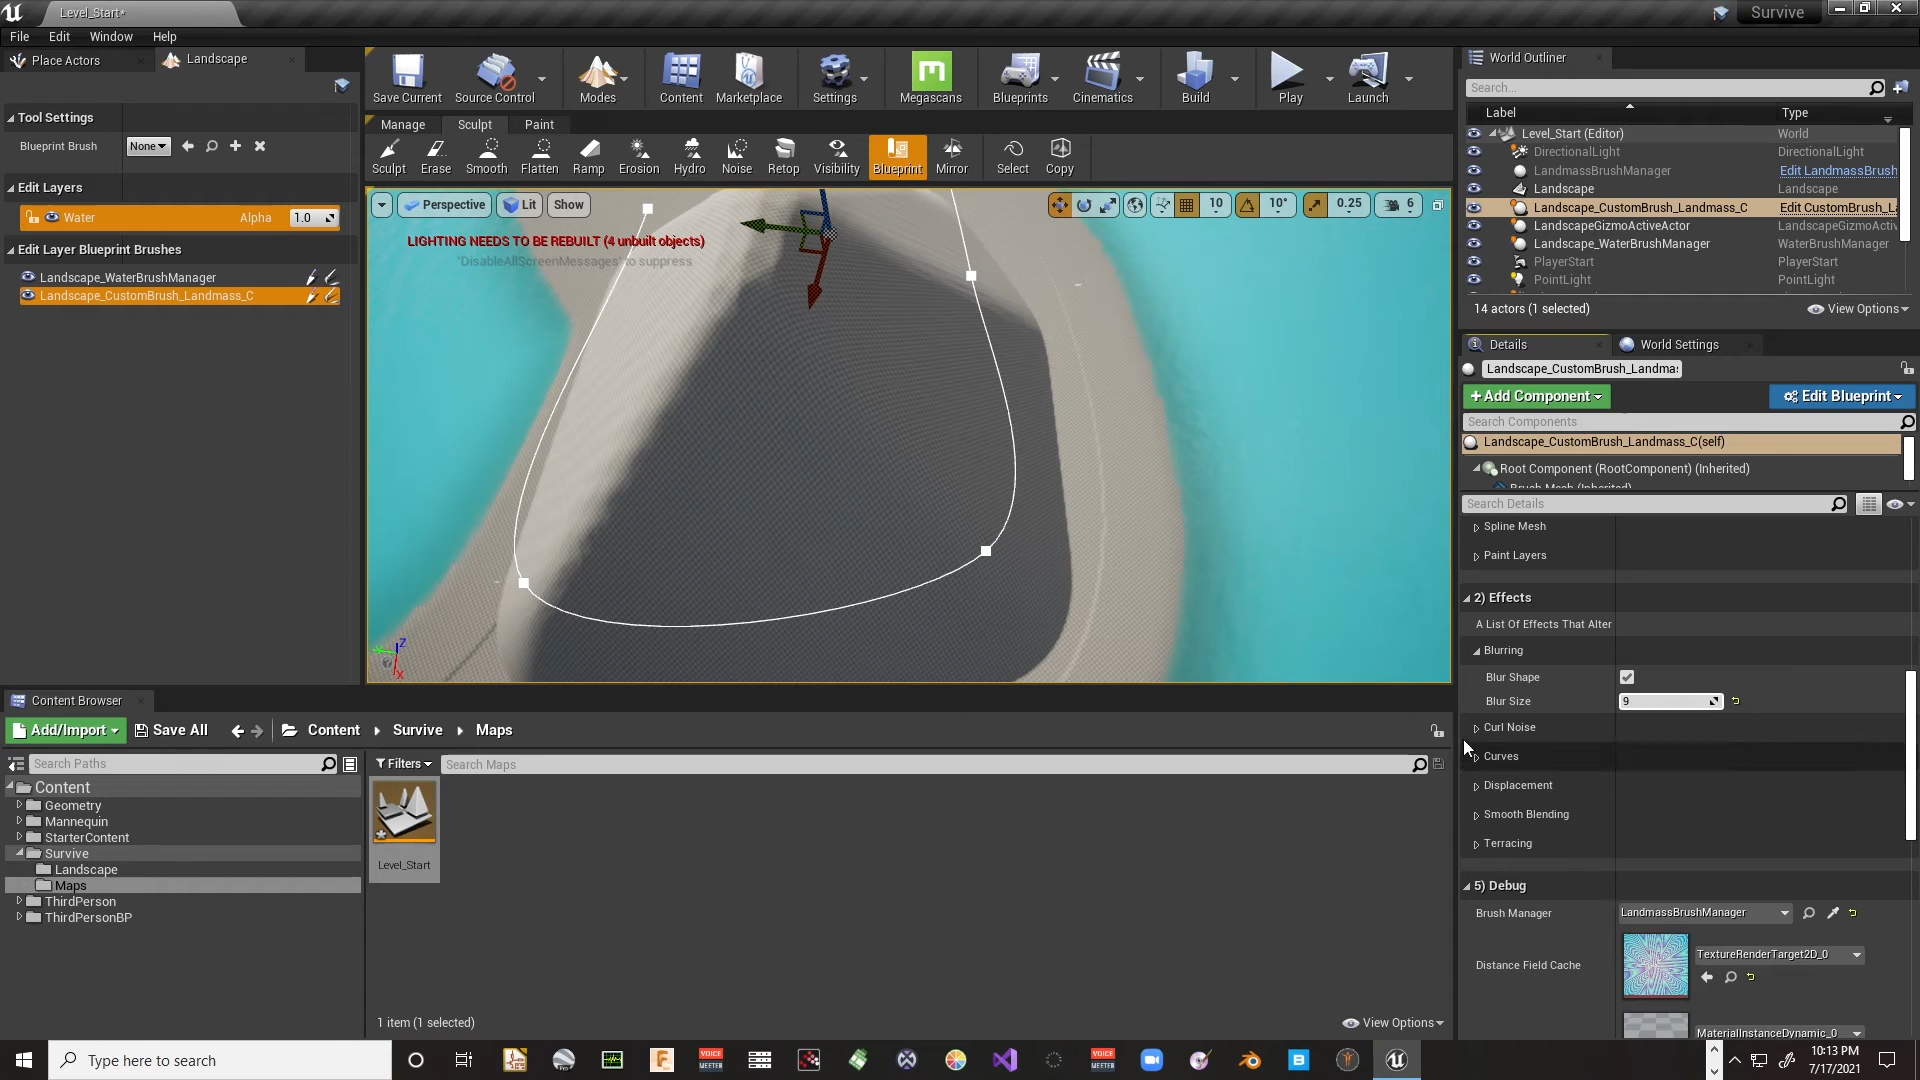 Level_Start*
Survive
File Edit Window Help
Place Actors
Landscape
Tool Settings
Blueprint Brush None
Edit Layers
Water Alpha 1.0
Edit Layer Blueprint Brushes
Landscape_WaterBrushManager
Landscape_CustomBrush_Landmass_C
Save Current Source Control Modes Content Marketplace Settings Megascans Blueprints Cinematics Build Play Launch
Manage Sculpt Paint
Sculpt Erase Smooth Flatten Ramp Erosion Hydro Noise Retop Visibility Blueprint Mirror Select Copy
Perspective Lit Show 10 10° 0.25 6
LIGHTING NEEDS TO BE REBUILT (4 unbuilt objects)
'DisableAllScreenMessages' to suppress
Z
X
World Outliner
Search...
Label Type
Level_Start (Editor) World
DirectionalLight DirectionalLight
LandmassBrushManager Edit LandmassBrush
Landscape Landscape
Landscape_CustomBrush_Landmass_C Edit CustomBrush_La
LandscapeGizmoActiveActor LandscapeGizmoActiv
Landscape_WaterBrushManager WaterBrushManager
PlayerStart PlayerStart
PointLight PointLight
14 actors (1 selected) View Options
Details World Settings
Landscape_CustomBrush_Landmas
+Add Component Edit Blueprint
Search Components
Landscape_CustomBrush_Landmass_C(self)
Root Component (RootComponent) (Inherited)
Brush Mesh (Inherited)
Search Details
Spline Mesh
Paint Layers
2) Effects
A List Of Effects That Alter
Blurring
Blur Shape
Blur Size 9
Curl Noise
Curves
Displacement
Smooth Blending
Terracing
5) Debug
Brush Manager LandmassBrushManager
Distance Field Cache TextureRenderTarget2D_0
MaterialInstanceDynamic_0
Content Browser
Add/Import Save All Content Survive Maps
Search Paths
Filters Search Maps
Content
Geometry
Mannequin
StarterContent
Survive
Landscape
Maps
ThirdPerson
ThirdPersonBP
Level_Start
1 item (1 selected) View Options
Type here to search
VOICE MEETER
VOICE MEETER
10:13 PM
7/17/2021